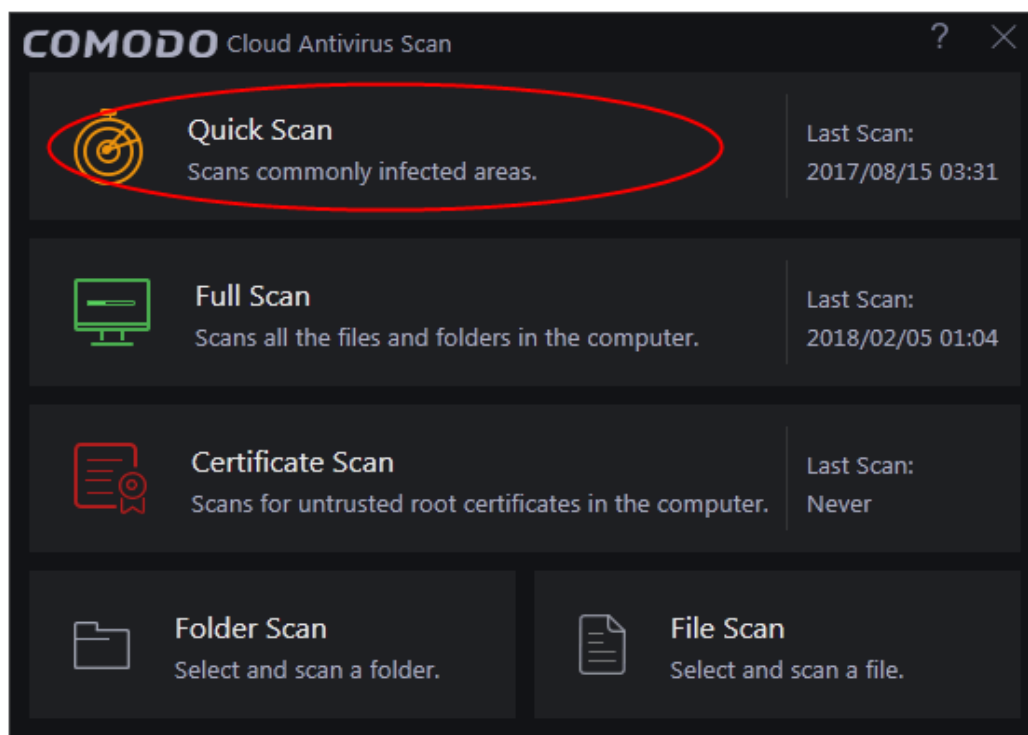 COMODO Cloud Antivirus Scan ?
Quick Scan
Scans commonly infected areas.
Last Scan:
2017/08/15 03:31
Full Scan
Scans all the files and folders in the computer.
Last Scan:
2018/02/05 01:04
Certificate Scan
Scans for untrusted root certificates in the computer.
Last Scan:
Never
Folder Scan
Select and scan a folder.
File Scan
Select and scan a file.